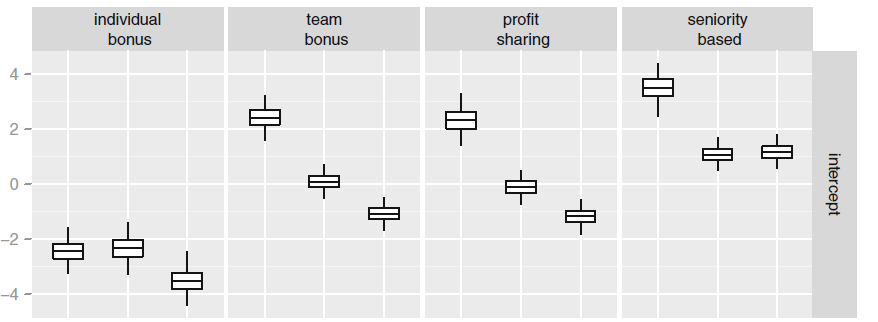 individual
bonus
team
bonus
profit
sharing
seniority
based
4
2
0
−2
−4
intercept